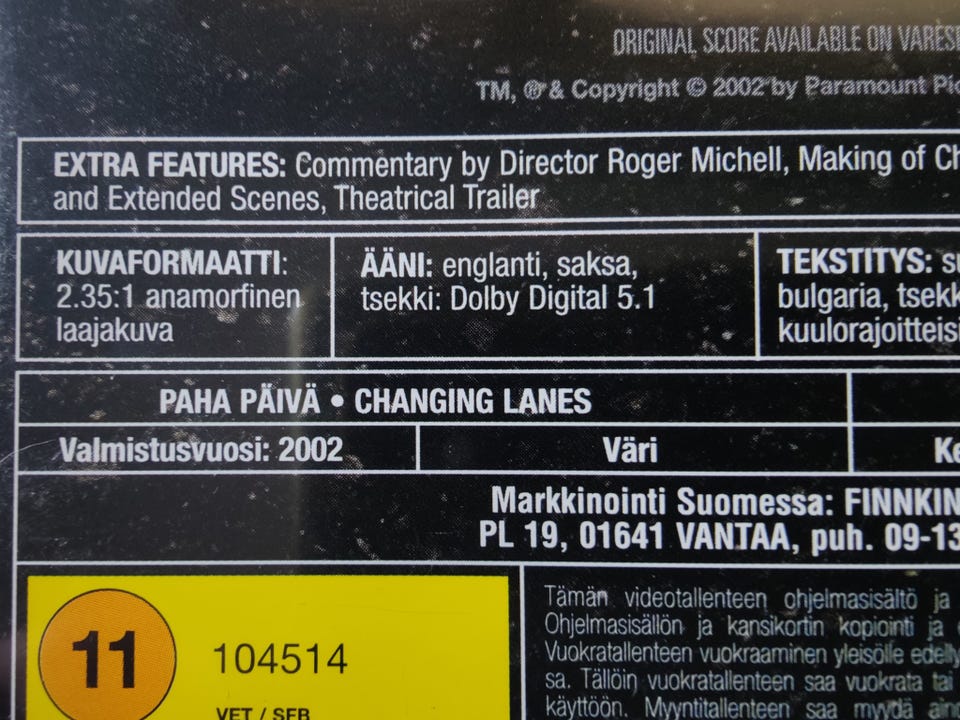 ORIGINAL SCORE AVAILABLE ON
TM, ® & Copyright © 2002 by Paramount
EXTRA FEATURES: Commentary by Director Roger Michell, Making of
and Extended Scenes, Theatrical Trailer
KUVAFORMAATTI:
2.35:1 anamorfinen
laajakuva
ÄÄNI: englanti, saksa,
tsekki: Dolby Digital 5.1
TEKSTITYS:
bulgaria,
PAHA PÄIVÄ • CHANGING LANES
Valmistusvuosi: 2002
Väri
Markkinointi Suomessa:
PL 19, 01641 VANTAA, puh.
11
104514
VET / SFB
Tämän videotallenteen ohjelmasisältö ja
Ohjelmasisällön ja kansikortin kopiointi ja
Vuokratallenteen vuokraaminen yleisölle
sa. Tällöin vuokratallenteen saa vuokrata tai
käyttöön. Myyntitallenteen saa myydä